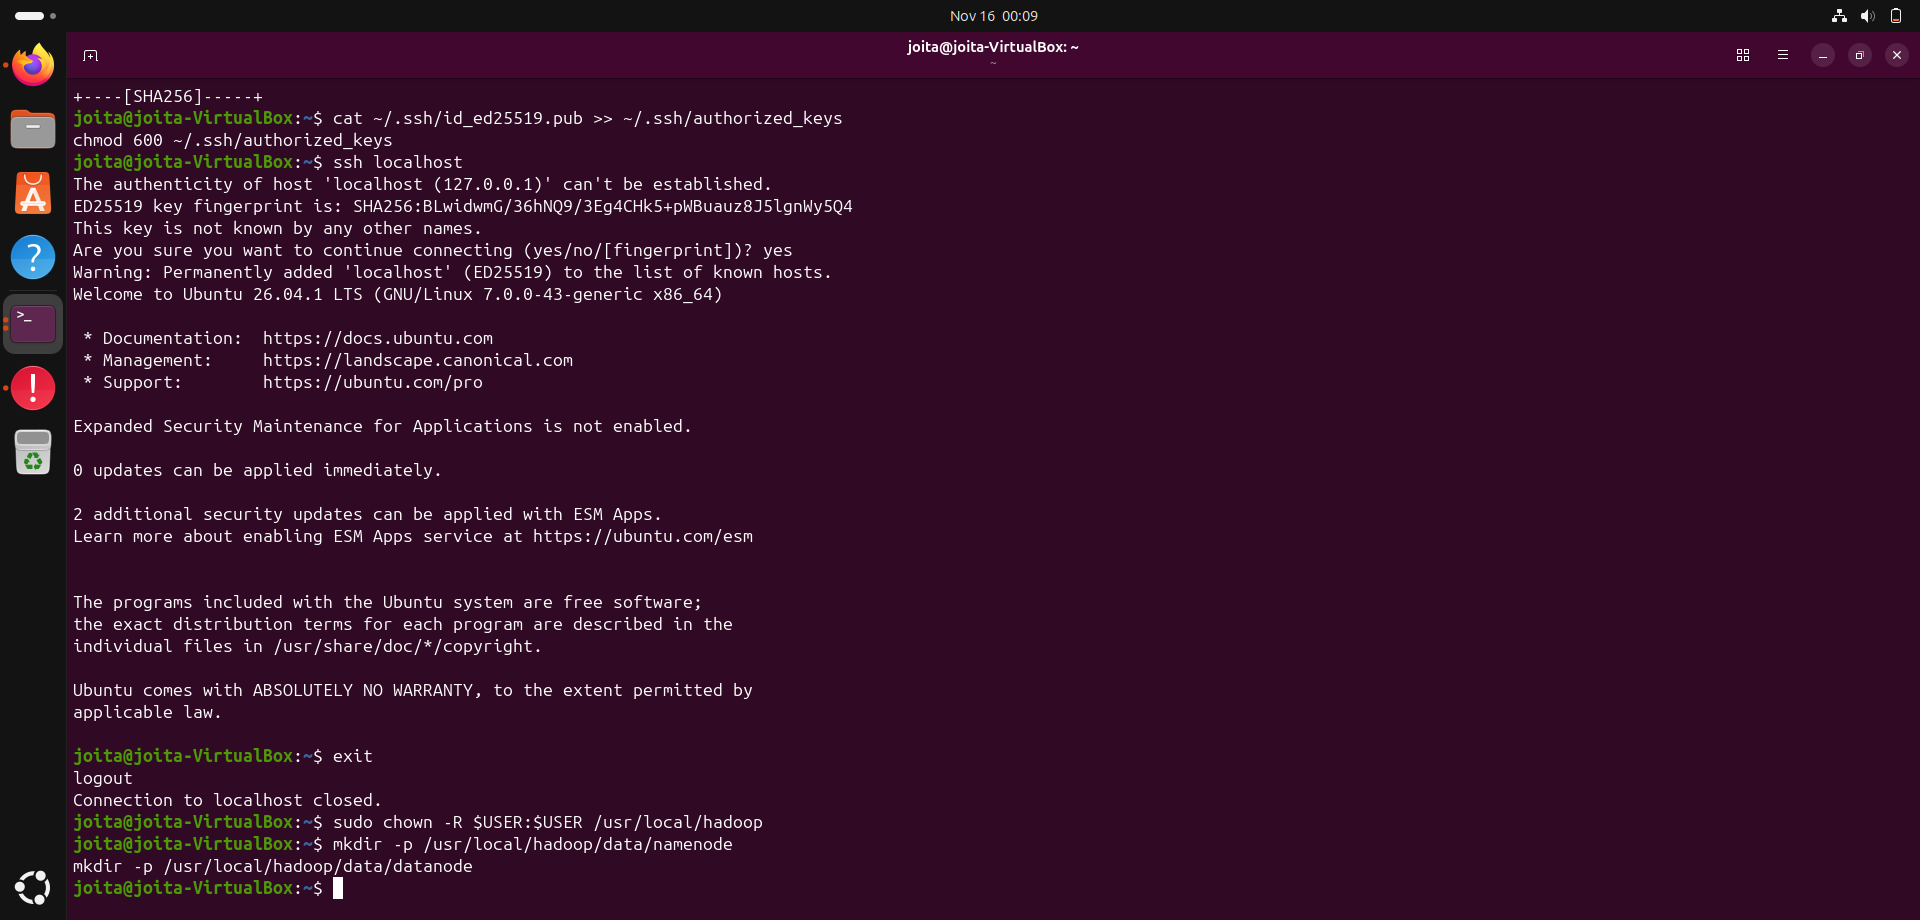 Nov 16 00:09
joita@joita-VirtualBox: ~
~
+----[SHA256]-----+
joita@joita-VirtualBox:~$ cat ~/.ssh/id_ed25519.pub >> ~/.ssh/authorized_keys
chmod 600 ~/.ssh/authorized_keys
joita@joita-VirtualBox:~$ ssh localhost
The authenticity of host 'localhost (127.0.0.1)' can't be established.
ED25519 key fingerprint is: SHA256:BLwidwmG/36hNQ9/3Eg4CHk5+pWBuauz8J5lgnWy5Q4
This key is not known by any other names.
Are you sure you want to continue connecting (yes/no/[fingerprint])? yes
Warning: Permanently added 'localhost' (ED25519) to the list of known hosts.
Welcome to Ubuntu 26.04.1 LTS (GNU/Linux 7.0.0-43-generic x86_64)
* Documentation:  https://docs.ubuntu.com
* Management:     https://landscape.canonical.com
* Support:        https://ubuntu.com/pro
Expanded Security Maintenance for Applications is not enabled.
0 updates can be applied immediately.
2 additional security updates can be applied with ESM Apps.
Learn more about enabling ESM Apps service at https://ubuntu.com/esm
The programs included with the Ubuntu system are free software;
the exact distribution terms for each program are described in the
individual files in /usr/share/doc/*/copyright.
Ubuntu comes with ABSOLUTELY NO WARRANTY, to the extent permitted by
applicable law.
joita@joita-VirtualBox:~$ exit
logout
Connection to localhost closed.
joita@joita-VirtualBox:~$ sudo chown -R $USER:$USER /usr/local/hadoop
joita@joita-VirtualBox:~$ mkdir -p /usr/local/hadoop/data/namenode
mkdir -p /usr/local/hadoop/data/datanode
joita@joita-VirtualBox:~$